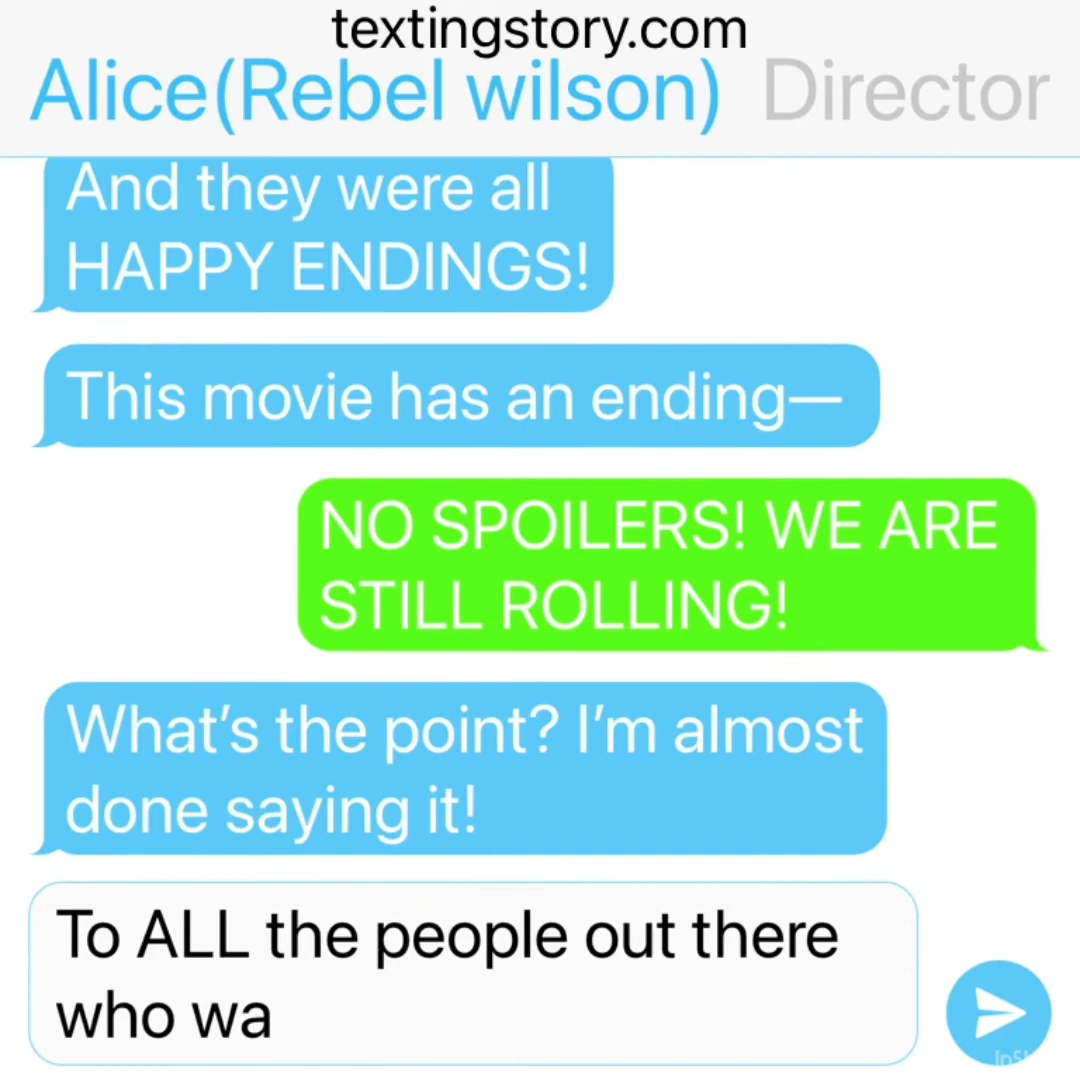 textingstory.com
Alice(Rebel wilson) Director
And they were all
HAPPY ENDINGS!
This movie has an ending—
NO SPOILERS! WE ARE
STILL ROLLING!
What's the point? I'm almost
done saying it!
To ALL the people out there
who wa